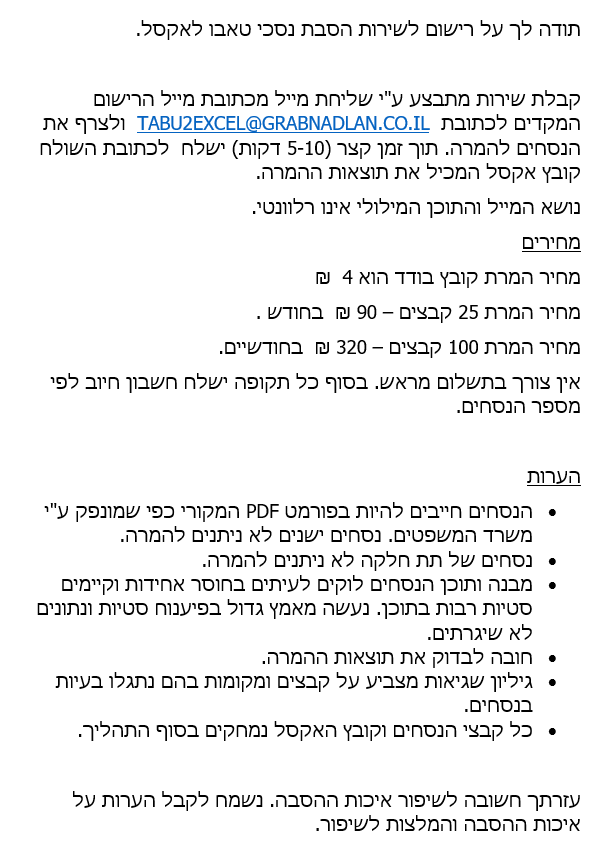 תודה לך על רישום לשירות הסבת נסכי טאבו לאקסל.
קבלת שירות מתבצע ע"י שליחת מייל מכתובת מייל הרישום
המקדים לכתובת TABU2EXCEL@GRABNADLAN.CO.IL ולצרף את
הנסחים להמרה. תוך זמן קצר (5-10 דקות) ישלח לכתובת השולח
קובץ אקסל המכיל את תוצאות ההמרה.
נושא המייל והתוכן המילולי אינו רלוונטי.
מחירים
מחיר המרת קובץ בודד הוא 4 ₪
מחיר המרת 25 קבצים – 90 ₪ בחודש .
מחיר המרת 100 קבצים – 320 ₪ בחודשיים.
אין צורך בתשלום מראש. בסוף כל תקופה ישלח חשבון חיוב לפי
מספר הנסחים.
הערות
• הנסחים חייבים להיות בפורמט PDF המקורי כפי שמונפק ע"י
משרד המשפטים. נסחים ישנים לא ניתנים להמרה.
• נסחים של תת חלקה לא ניתנים להמרה.
• מבנה ותוכן הנסחים לוקים לעיתים בחוסר אחידות וקיימים
סטיות רבות בתוכן. נעשה מאמץ גדול בפיענוח סטיות ונתונים
לא שיגרתים.
• חובה לבדוק את תוצאות ההמרה.
• גיליון שגיאות מצביע על קבצים ומקומות בהם נתגלו בעיות
בנסחים.
• כל קבצי הנסחים וקובץ האקסל נמחקים בסוף התהליך.
עזרתך חשובה לשיפור איכות ההסבה. נשמח לקבל הערות על
איכות ההסבה והמלצות לשיפור.